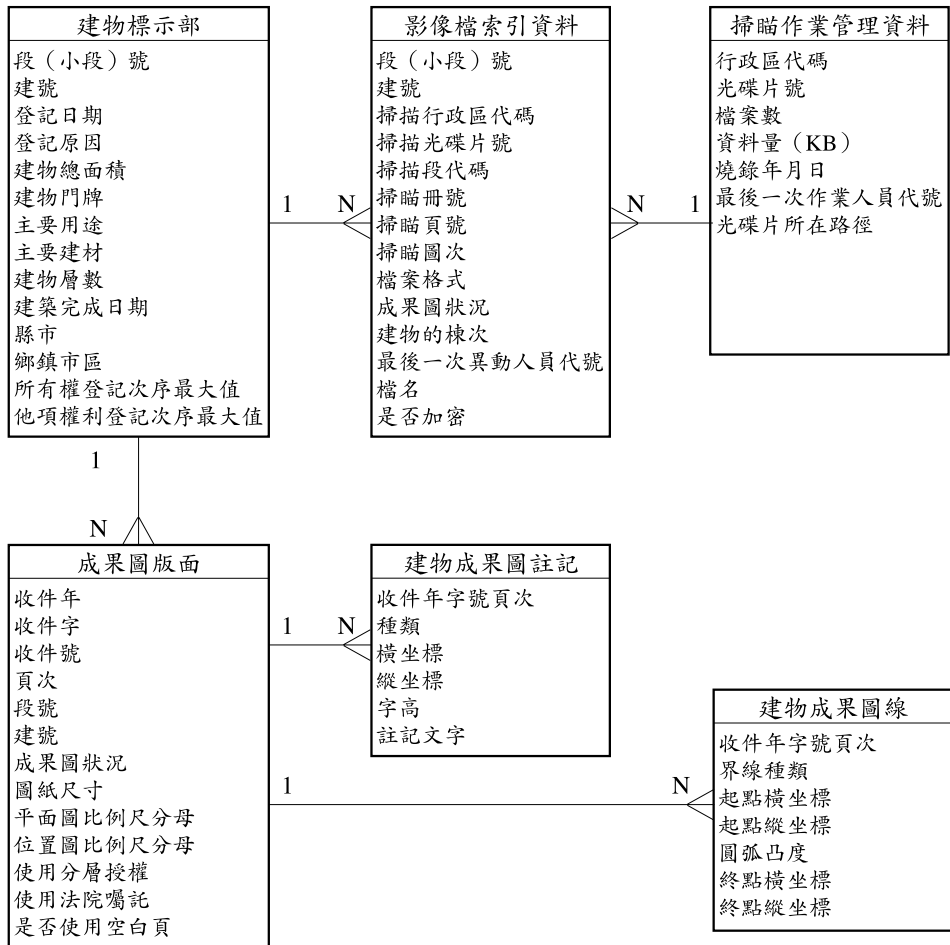 建物標示部
段（小段）號
建號
登記日期
登記原因
建物總面積
建物門牌
主要用途
主要建材
建物層數
建築完成日期
縣市
鄉鎮市區
所有權登記次序最大值
他項權利登記次序最大值
1
N
影像檔索引資料
段（小段）號
建號
掃描行政區代碼
掃描光碟片號
掃描段代碼
掃瞄冊號
掃瞄頁號
掃瞄圖次
檔案格式
成果圖狀況
建物的棟次
最後一次異動人員代號
檔名
是否加密
N
1
掃瞄作業管理資料
行政區代碼
光碟片號
檔案數
資料量（KB）
燒錄年月日
最後一次作業人員代號
光碟片所在路徑
1
N
成果圖版面
收件年
收件字
收件號
頁次
段號
建號
成果圖狀況
圖紙尺寸
平面圖比例尺分母
位置圖比例尺分母
使用分層授權
使用法院囑託
是否使用空白頁
1
N
建物成果圖註記
收件年字號頁次
種類
橫坐標
縱坐標
字高
註記文字
1
N
建物成果圖線
收件年字號頁次
界線種類
起點橫坐標
起點縱坐標
圓弧凸度
終點橫坐標
終點縱坐標